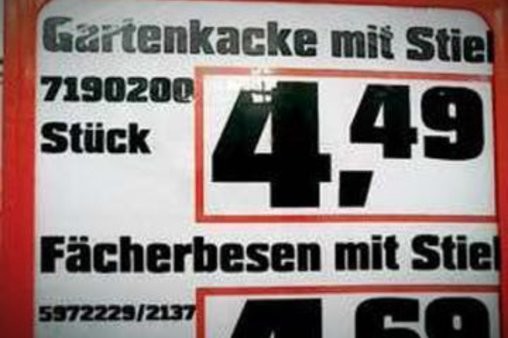 Gartenkacke mit Stiel
7190200
Stück
4,49
Fächerbesen mit Stiel
5972229/2137
4,69